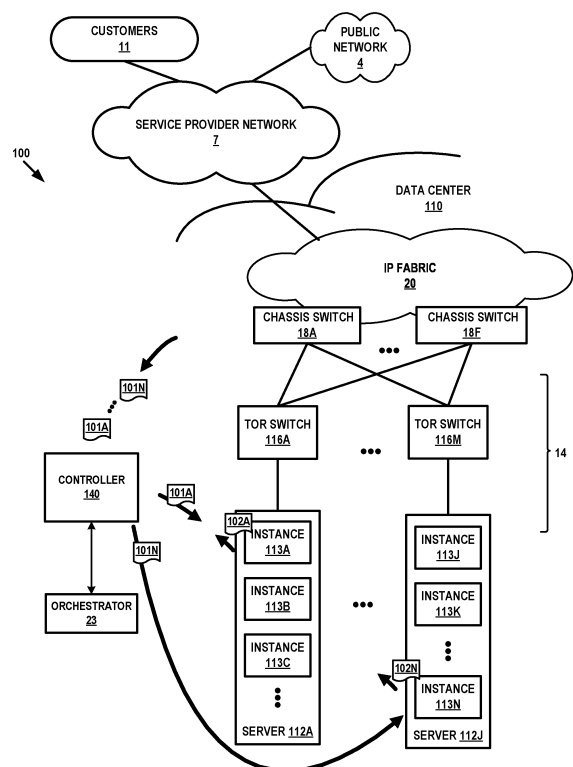 CUSTOMERS
11
PUBLIC
NETWORK
4
SERVICE PROVIDER NETWORK
7
100
DATA CENTER
110
IP FABRIC
20
CHASSIS SWITCH
18A
CHASSIS SWITCH
18F
101N
101A
TOR SWITCH
116A
TOR SWITCH
116M
14
CONTROLLER
140
101A
102A
101N
INSTANCE
113A
INSTANCE
113J
ORCHESTRATOR
23
INSTANCE
113B
INSTANCE
113K
INSTANCE
113C
102N
INSTANCE
113N
SERVER 112A
SERVER 112J